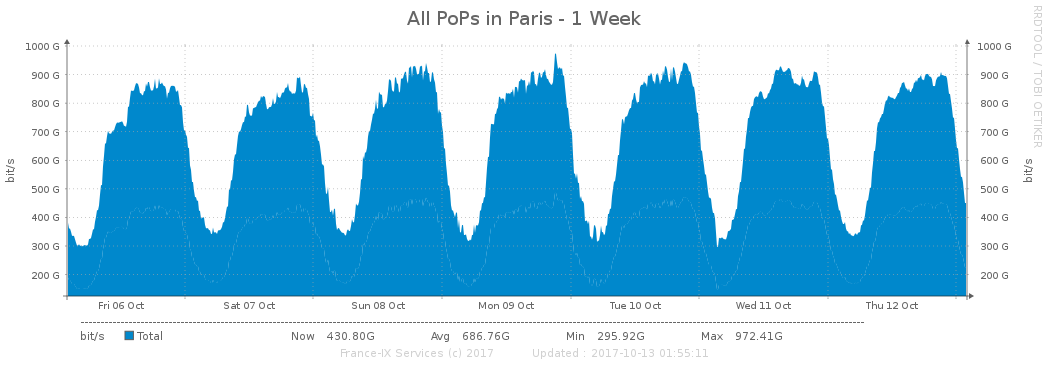 All PoPs in Paris - 1 Week
RRDTOOL / TOBI OETIKER
bit/s
1000 G
900 G
800 G
700 G
600 G
500 G
400 G
300 G
200 G
1000 G
900 G
800 G
700 G
600 G
500 G
400 G
300 G
200 G
bit/s
Fri 06 Oct Sat 07 Oct Sun 08 Oct Mon 09 Oct Tue 10 Oct Wed 11 Oct Thu 12 Oct
bit/s Total Now 430.80G Avg 686.76G Min 295.92G Max 972.41G
France-IX Services (c) 2017 Updated : 2017-10-13 01:55:11